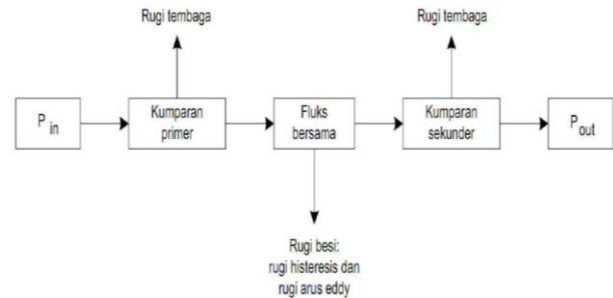 Rugi tembaga
Rugi tembaga
P in
Kumparan
primer
Fluks
bersama
Kumparan
sekunder
P out
Rugi besi:
rugi histeresis dan
rugi arus eddy